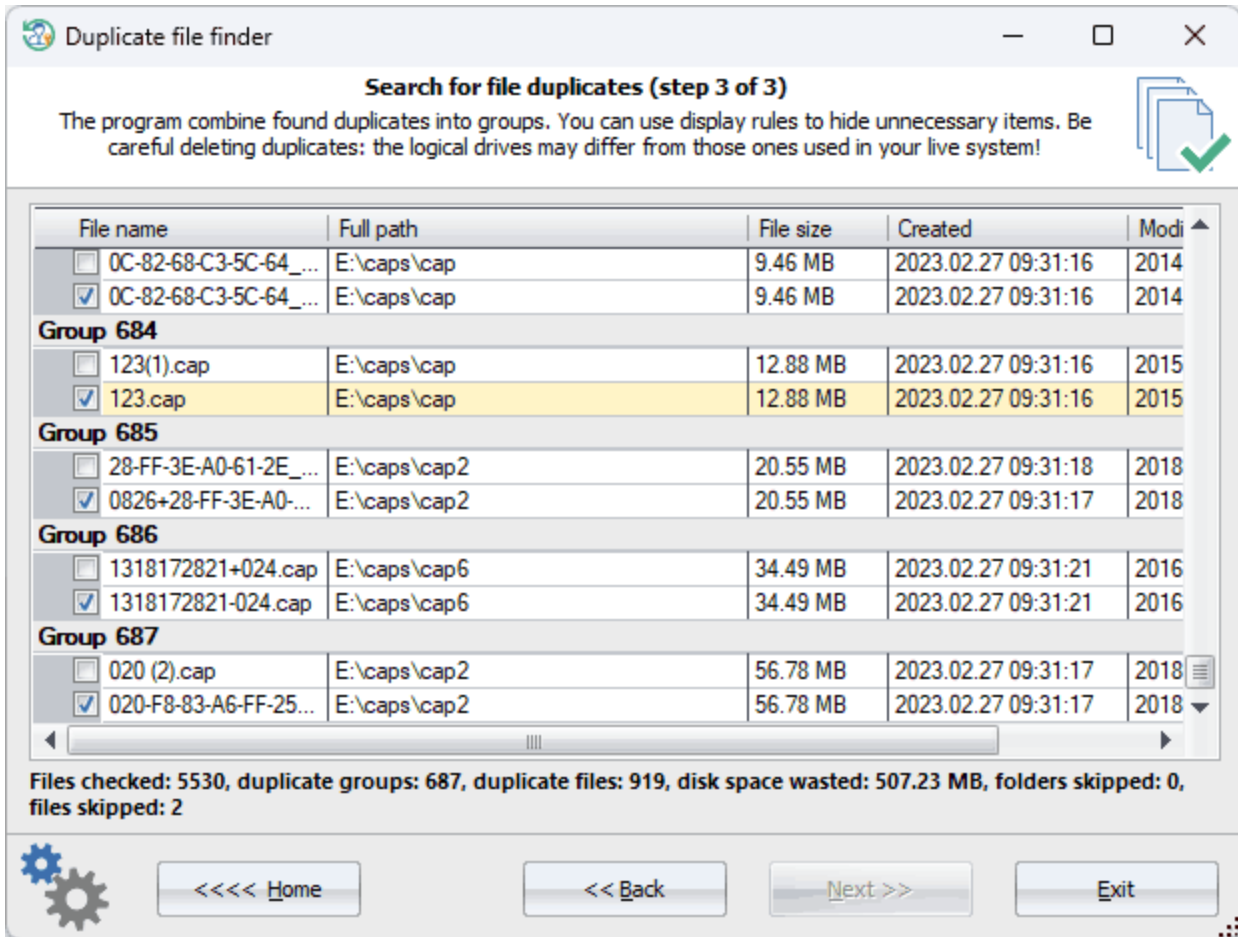 Duplicate file finder
Search for file duplicates (step 3 of 3)
The program combine found duplicates into groups. You can use display rules to hide unnecessary items. Be
careful deleting duplicates: the logical drives may differ from those ones used in your live system!
File name Full path File size Created Modi
0C-82-68-C3-5C-64_... E:\caps\cap 9.46 MB 2023.02.27 09:31:16 2014
0C-82-68-C3-5C-64_... E:\caps\cap 9.46 MB 2023.02.27 09:31:16 2014
Group 684
123(1).cap E:\caps\cap 12.88 MB 2023.02.27 09:31:16 2015
123.cap E:\caps\cap 12.88 MB 2023.02.27 09:31:16 2015
Group 685
28-FF-3E-A0-61-2E_... E:\caps\cap2 20.55 MB 2023.02.27 09:31:18 2018
0826+28-FF-3E-A0-... E:\caps\cap2 20.55 MB 2023.02.27 09:31:17 2018
Group 686
1318172821+024.cap E:\caps\cap6 34.49 MB 2023.02.27 09:31:21 2016
1318172821-024.cap E:\caps\cap6 34.49 MB 2023.02.27 09:31:21 2016
Group 687
020 (2).cap E:\caps\cap2 56.78 MB 2023.02.27 09:31:17 2018
020-F8-83-A6-FF-25... E:\caps\cap2 56.78 MB 2023.02.27 09:31:17 2018
Files checked: 5530, duplicate groups: 687, duplicate files: 919, disk space wasted: 507.23 MB, folders skipped: 0,
files skipped: 2
<<<< Home << Back Next >> Exit